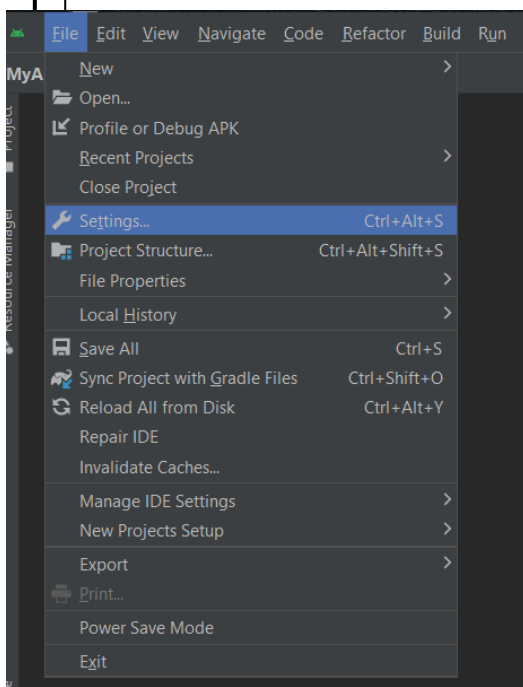 File Edit View Navigate Code Refactor Build Run
MyA
Project
Resource Manager
New
Open...
Profile or Debug APK
Recent Projects
Close Project
Settings... Ctrl+Alt+S
Project Structure... Ctrl+Alt+Shift+S
File Properties
Local History
Save All Ctrl+S
Sync Project with Gradle Files Ctrl+Shift+O
Reload All from Disk Ctrl+Alt+Y
Repair IDE
Invalidate Caches...
Manage IDE Settings
New Projects Setup
Export
Print...
Power Save Mode
Exit